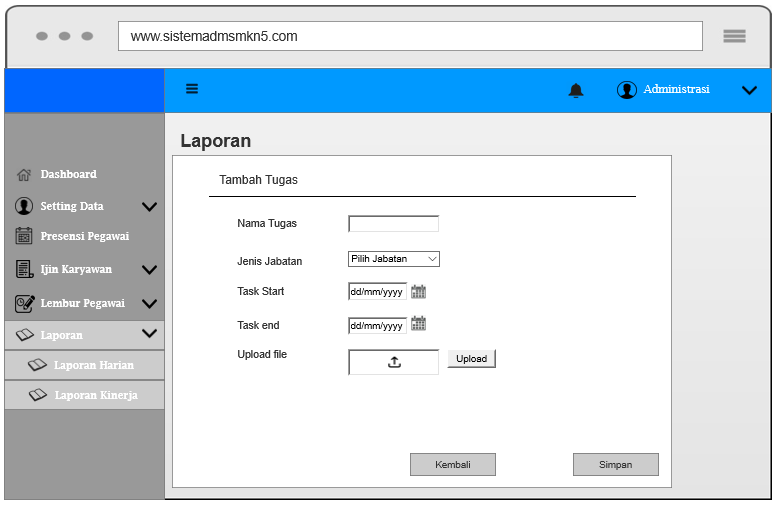 www.sistemadmsmkn5.com
Administrasi
Dashboard
Setting Data
Presensi Pegawai
Ijin Karyawan
Lembur Pegawai
Laporan
Laporan Harian
Laporan Kinerja
Laporan
Tambah Tugas
Nama Tugas
Jenis Jabatan Pilih Jabatan
Task Start dd/mm/yyyy
Task end dd/mm/yyyy
Upload file Upload
Kembali Simpan